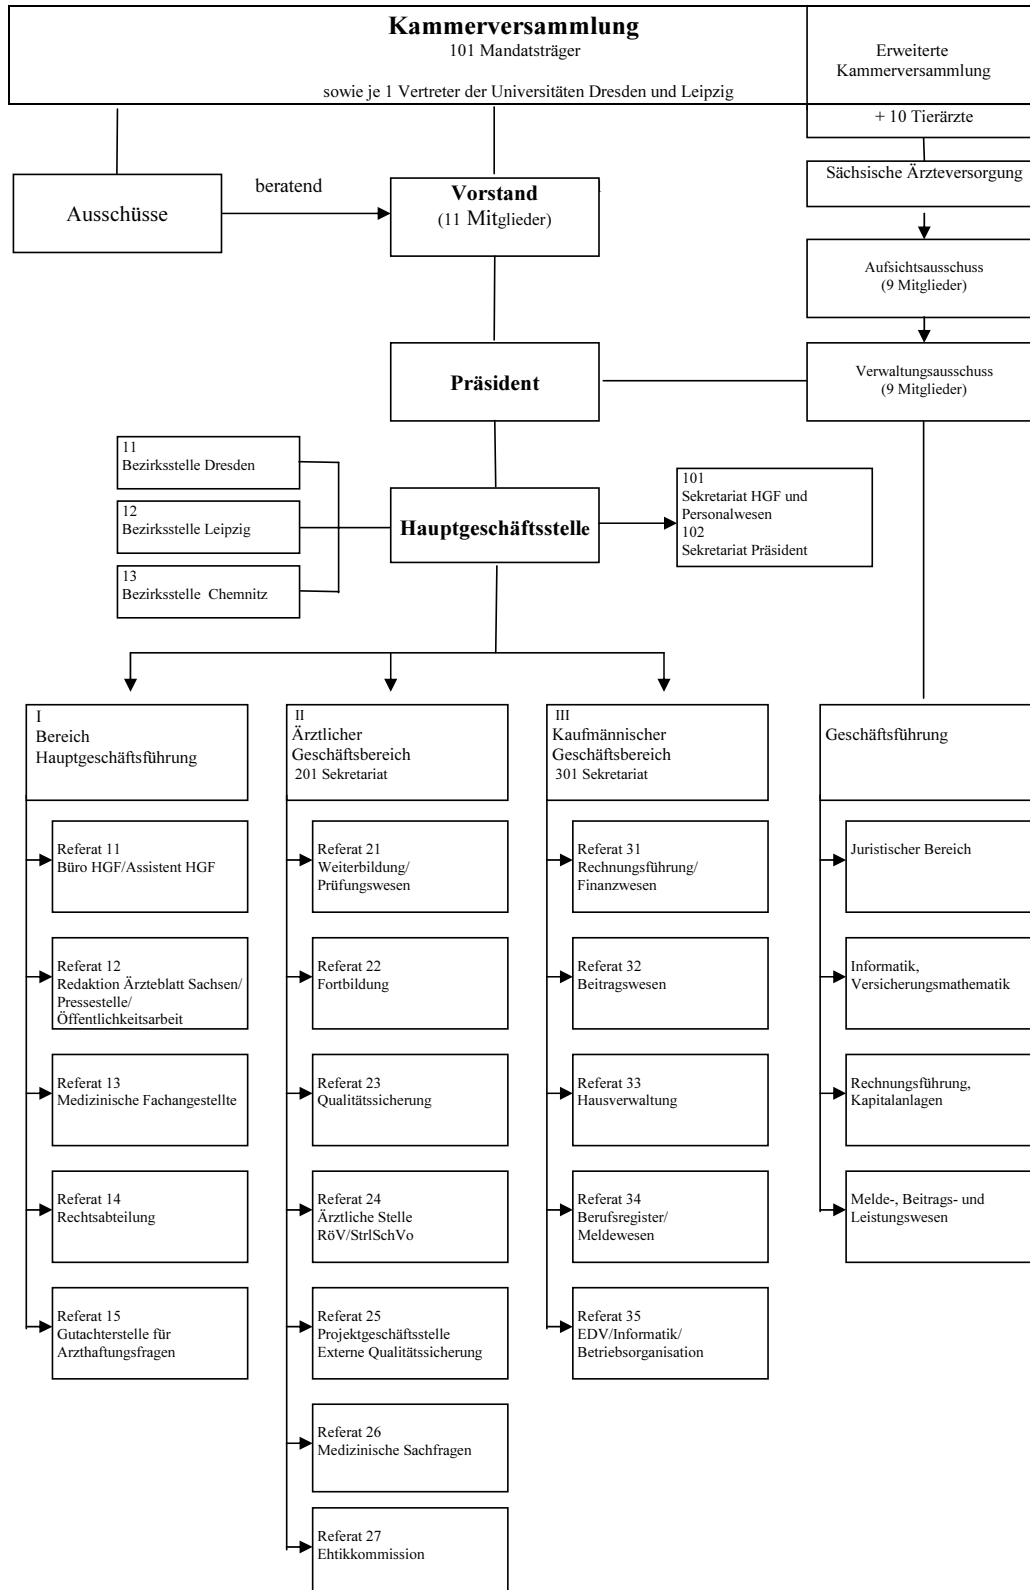 Kammerversammlung
101 Mandatsträger
sowie je 1 Vertreter der Universitäten Dresden und Leipzig
Erweiterte
Kammerversammlung
+ 10 Tierärzte
Sächsische Ärzteversorgung
Ausschüsse
beratend
Vorstand
(11 Mitglieder)
Aufsichtsausschuss
(9 Mitglieder)
Präsident
Verwaltungsausschuss
(9 Mitglieder)
11
Bezirksstelle Dresden
12
Bezirksstelle Leipzig
13
Bezirksstelle Chemnitz
Hauptgeschäftsstelle
101
Sekretariat HGF und
Personalwesen
102
Sekretariat Präsident
I
Bereich
Hauptgeschäftsführung
II
Ärztlicher
Geschäftsbereich
201 Sekretariat
III
Kaufmännischer
Geschäftsbereich
301 Sekretariat
Geschäftsführung
Referat 11
Büro HGF/Assistent HGF
Referat 12
Redaktion Ärzteblatt Sachsen/
Pressestelle/
Öffentlichkeitsarbeit
Referat 13
Medizinische Fachangestellte
Referat 14
Rechtsabteilung
Referat 15
Gutachterstelle für
Arzthaftungsfragen
Referat 21
Weiterbildung/
Prüfungswesen
Referat 22
Fortbildung
Referat 23
Qualitätssicherung
Referat 24
Ärztliche Stelle
RöV/StrlSchVo
Referat 25
Projektgeschäftsstelle
Externe Qualitätssicherung
Referat 26
Medizinische Sachfragen
Referat 27
Ehtikkommission
Referat 31
Rechnungsführung/
Finanzwesen
Referat 32
Beitragswesen
Referat 33
Hausverwaltung
Referat 34
Berufsregister/
Meldewesen
Referat 35
EDV/Informatik/
Betriebsorganisation
Juristischer Bereich
Informatik,
Versicherungsmathematik
Rechnungsführung,
Kapitalanlagen
Melde-, Beitrags- und
Leistungswesen